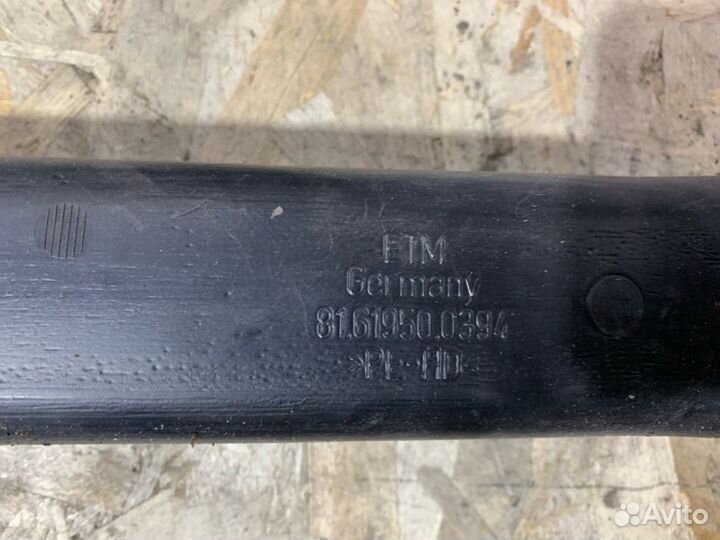 ETM
Germany
81.61950.0394
>PE-HD<
Avito